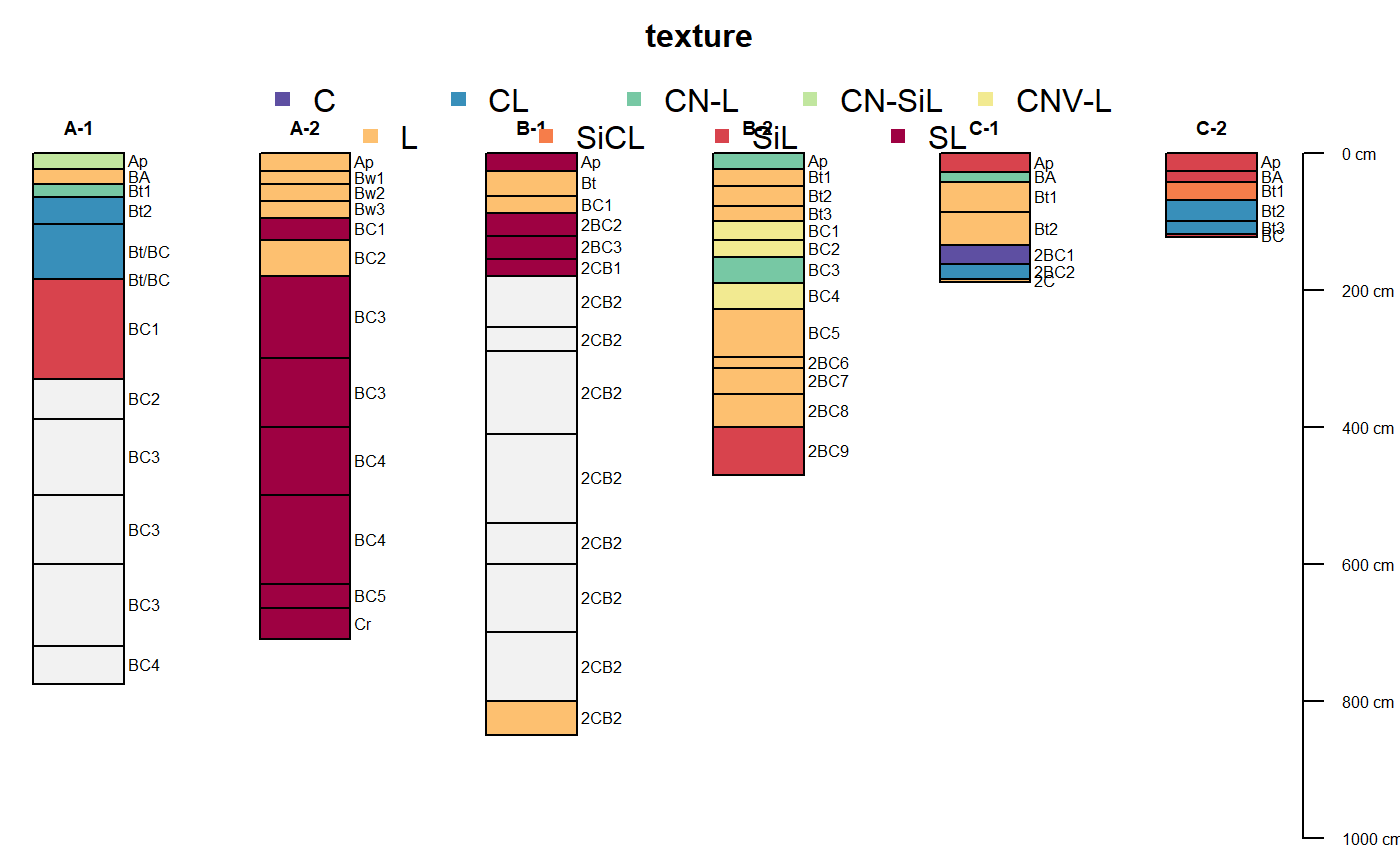 texture
C CL CN-L CN-SiL CNV-L
L SiCL SiL SL
A-1 A-2 B-1 B-2 C-1 C-2
Ap
BA
Bt1
Bt2
Bt/BC
Bt/BC
BC1
BC2
BC3
BC3
BC3
BC4
Ap
Bw1
Bw2
Bw3
BC1
BC2
BC3
BC3
BC4
BC4
BC5
Cr
Ap
Bt
BC1
2BC2
2BC3
2CB1
2CB2
2CB2
2CB2
2CB2
2CB2
2CB2
2CB2
2CB2
Ap
Bt1
Bt2
Bt3
BC1
BC2
BC3
BC4
BC5
2BC6
2BC7
2BC8
2BC9
Ap
BA
Bt1
Bt2
2BC1
2BC2
2C
Ap
BA
Bt1
Bt2
Bt3
BC
0 cm
200 cm
400 cm
600 cm
800 cm
1000 cm